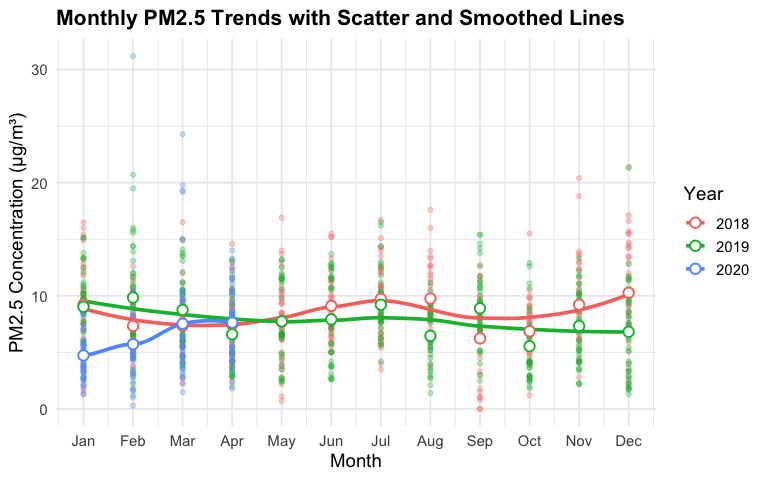 Monthly PM2.5 Trends with Scatter and Smoothed Lines
PM2.5 Concentration (µg/m³)
30
20
10
0
Jan Feb Mar Apr May Jun Jul Aug Sep Oct Nov Dec
Month
Year
2018
2019
2020